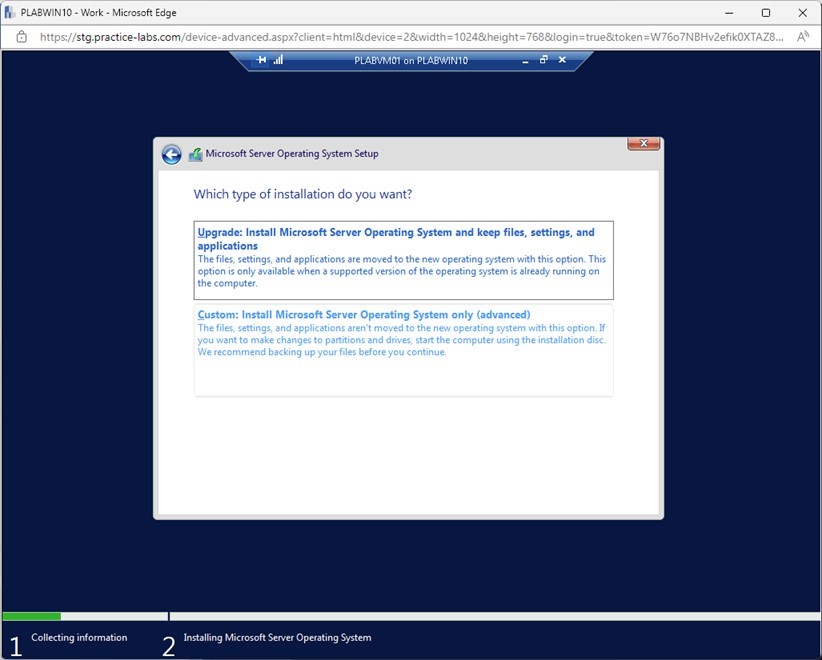 PLABWIN10 - Work - Microsoft Edge
https://stg.practice-labs.com/device-advanced.aspx?client=html&device=2&width=1024&height=768&login=true&token=W76o7NBHv2efik0XTAZ8...
PLABVM01 on PLABWIN10
Microsoft Server Operating System Setup
Which type of installation do you want?
Upgrade: Install Microsoft Server Operating System and keep files, settings, and
applications
The files, settings, and applications are moved to the new operating system with this option. This
option is only available when a supported version of the operating system is already running on
the computer.
Custom: Install Microsoft Server Operating System only (advanced)
The files, settings, and applications aren't moved to the new operating system with this option. If
you want to make changes to partitions and drives, start the computer using the installation disc.
We recommend backing up your files before you continue.
1 Collecting information
2 Installing Microsoft Server Operating System